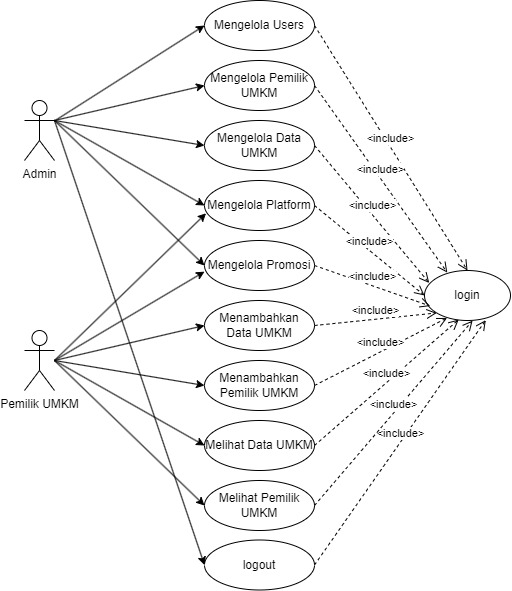 Mengelola Users
Mengelola Pemilik
UMKM
Mengelola Data
UMKM
Mengelola Platform
Mengelola Promosi
Menambahkan
Data UMKM
Menambahkan
Pemilik UMKM
Melihat Data UMKM
Melihat Pemilik
UMKM
logout
Admin
Pemilik UMKM
<include>
<include>
<include>
<include>
<include>
<include>
<include>
<include>
<include>
<include>
login